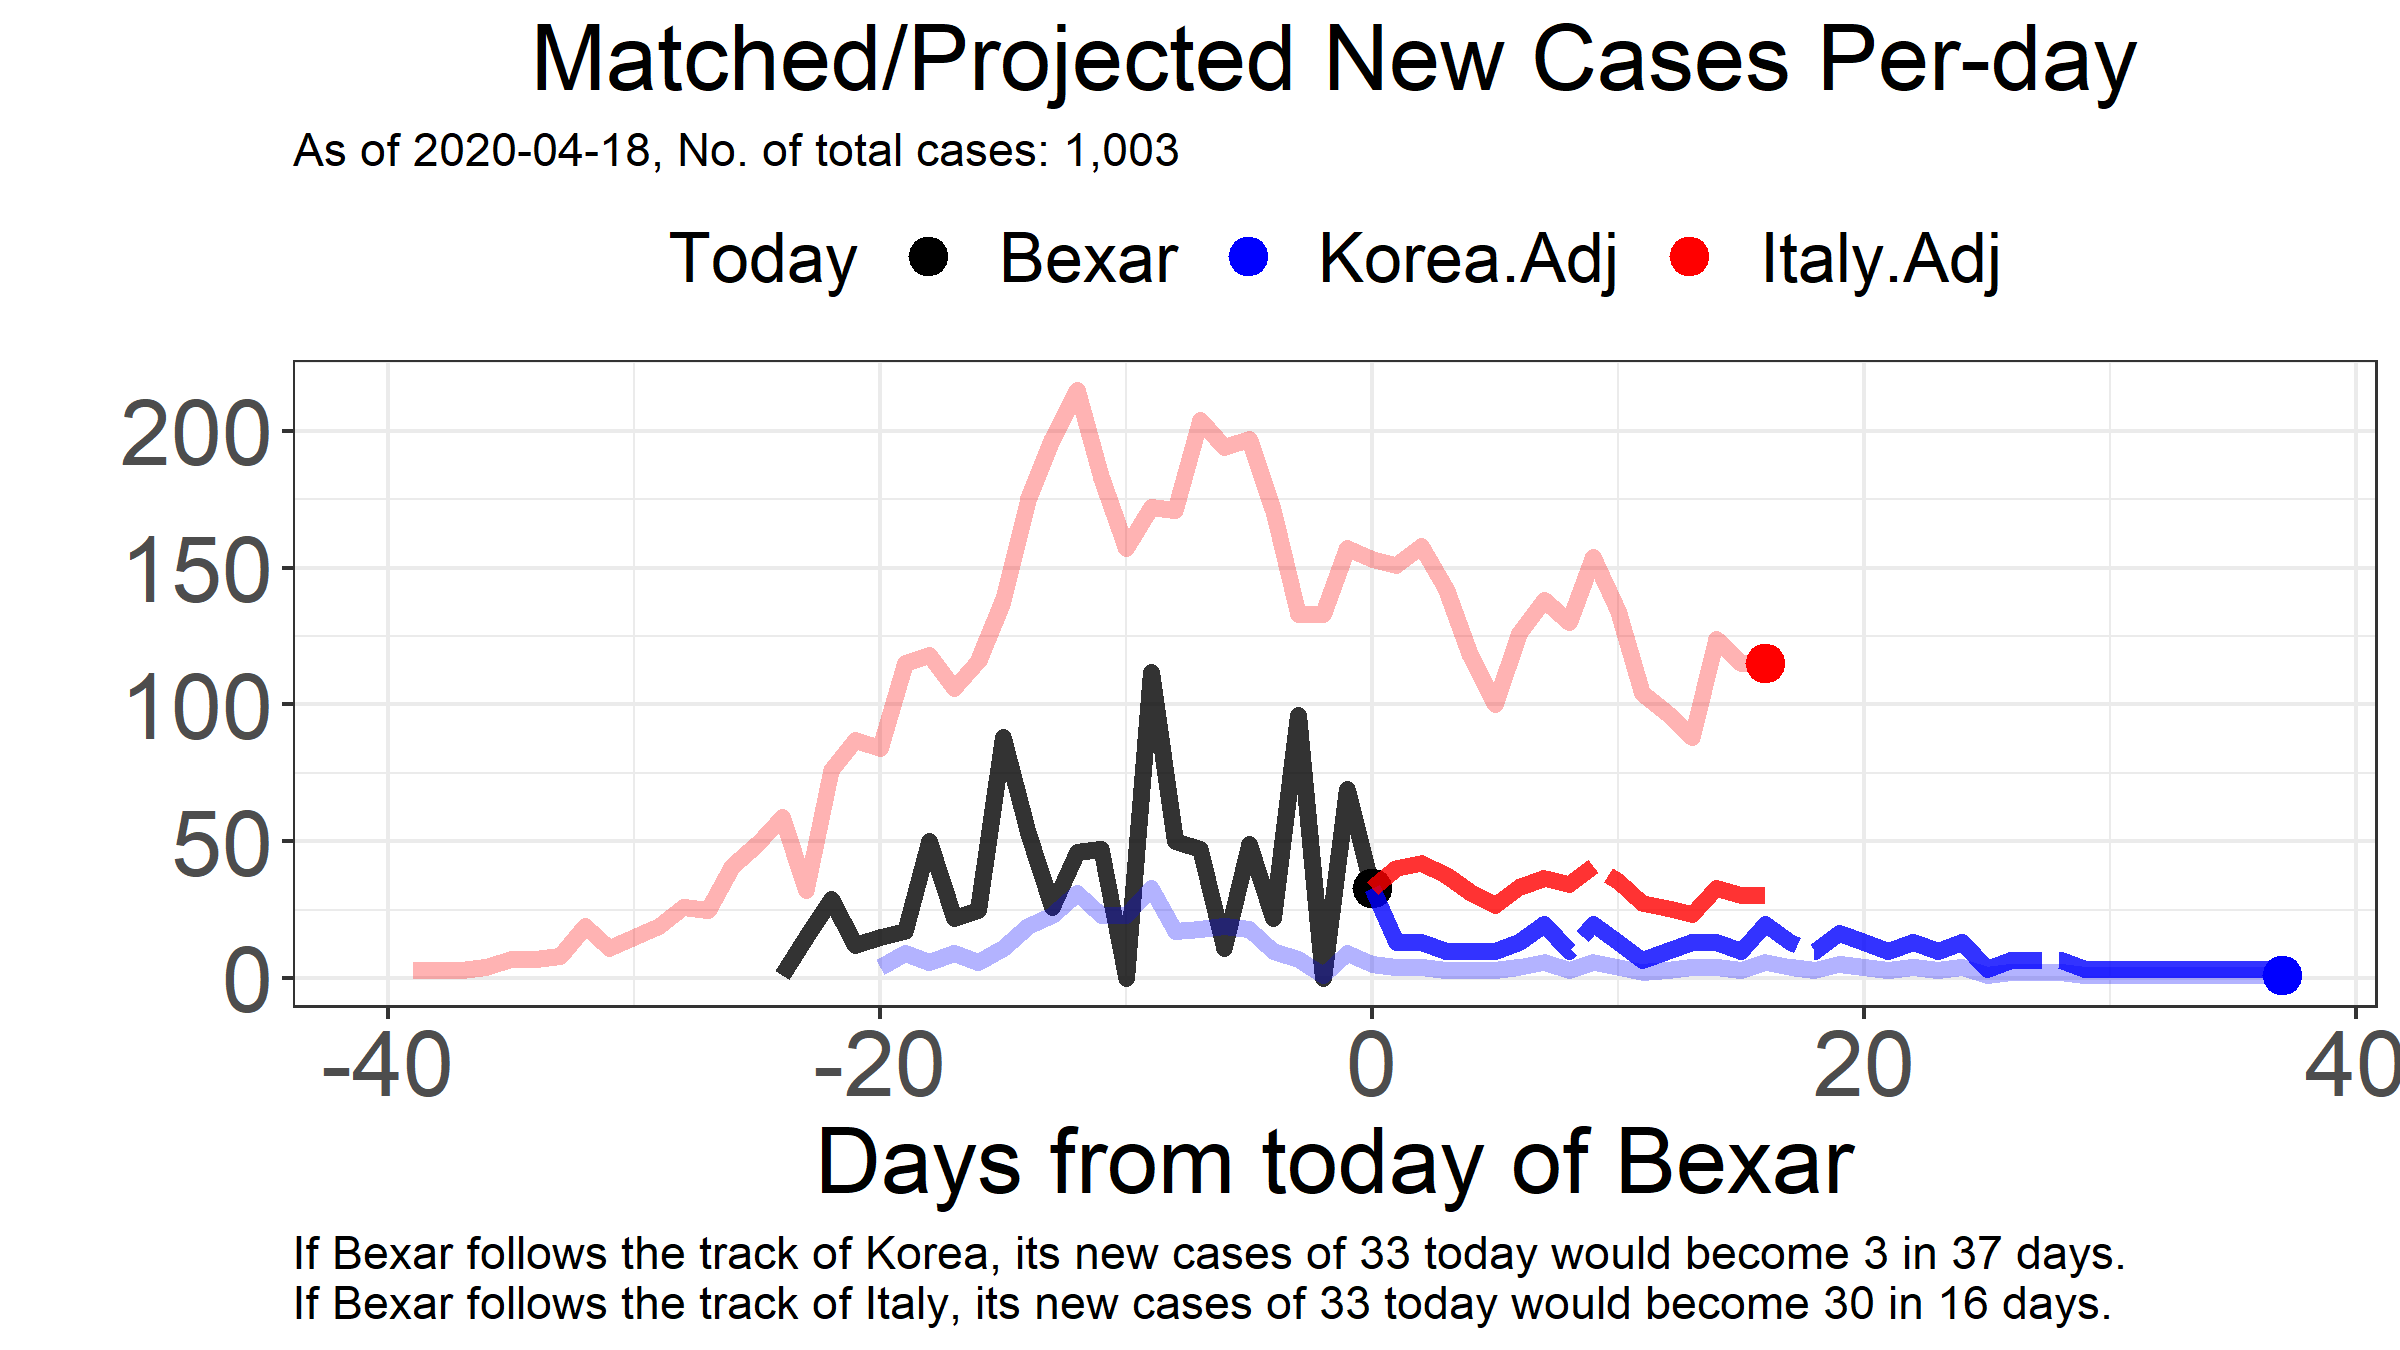 Matched/Projected New Cases Per-day
As of 2020-04-18, No. of total cases: 1,003
Today Bexar Korea.Adj Italy.Adj
200
150
100
50
0
-40 -20 0 20 40
Days from today of Bexar
If Bexar follows the track of Korea, its new cases of 33 today would become 3 in 37 days.
If Bexar follows the track of Italy, its new cases of 33 today would become 30 in 16 days.